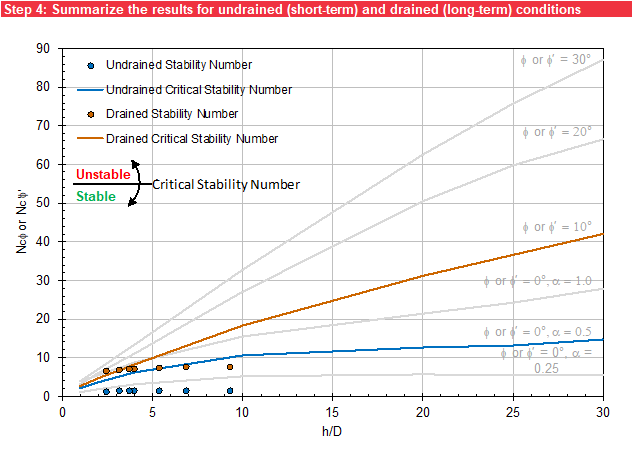 Step 4: Summarize the results for undrained (short-term) and drained (long-term) conditions
90
80
70
60
50
40
30
20
10
0
Ncϕ or Nc'ϕ'
Undrained Stability Number
Undrained Critical Stability Number
Drained Stability Number
Drained Critical Stability Number
Unstable
Critical Stability Number
Stable
ϕ or ϕ' = 30°
ϕ or ϕ' = 20°
ϕ or ϕ' = 10°
ϕ or ϕ' = 0°, α = 1.0
ϕ or ϕ' = 0°, α = 0.5
ϕ or ϕ' = 0°, α =
0.25
0 5 10 15 20 25 30
h/D